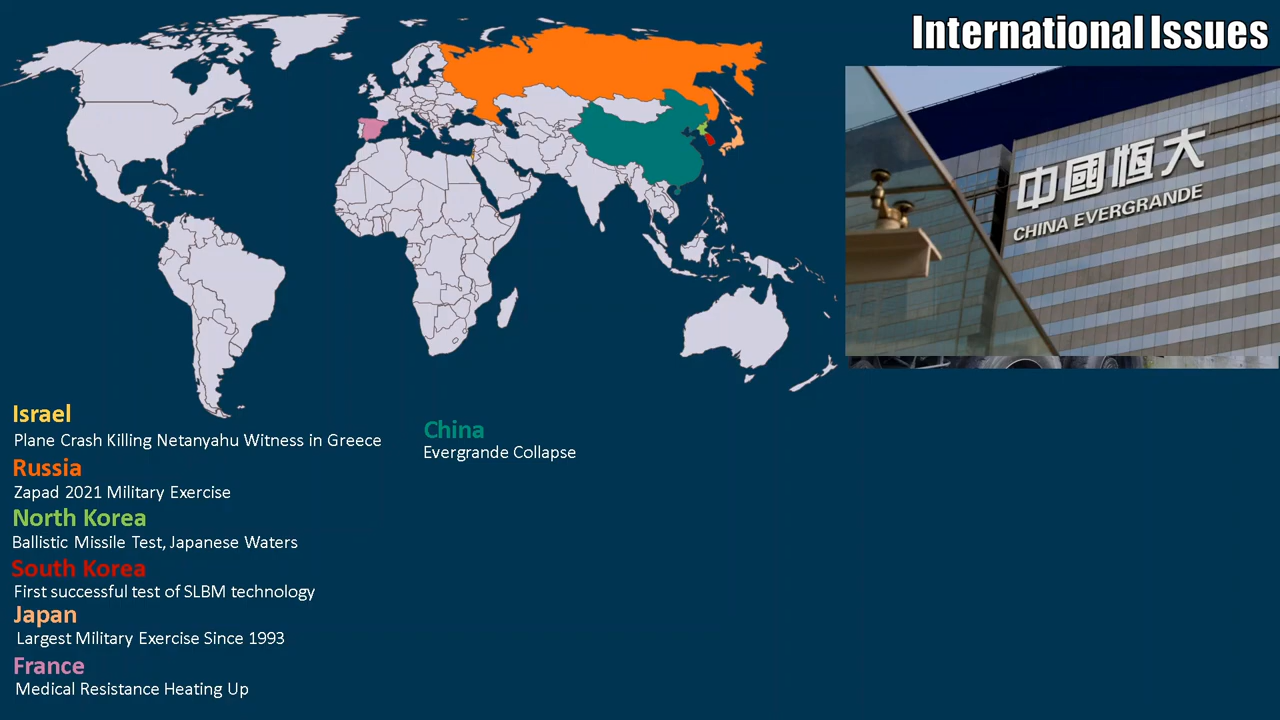 International Issues
中國恆大
CHINA EVERGRANDE
Israel
Plane Crash Killing Netanyahu Witness in Greece
Russia
Zapad 2021 Military Exercise
North Korea
Ballistic Missile Test, Japanese Waters
South Korea
First successful test of SLBM technology
Japan
Largest Military Exercise Since 1993
France
Medical Resistance Heating Up
China
Evergrande Collapse